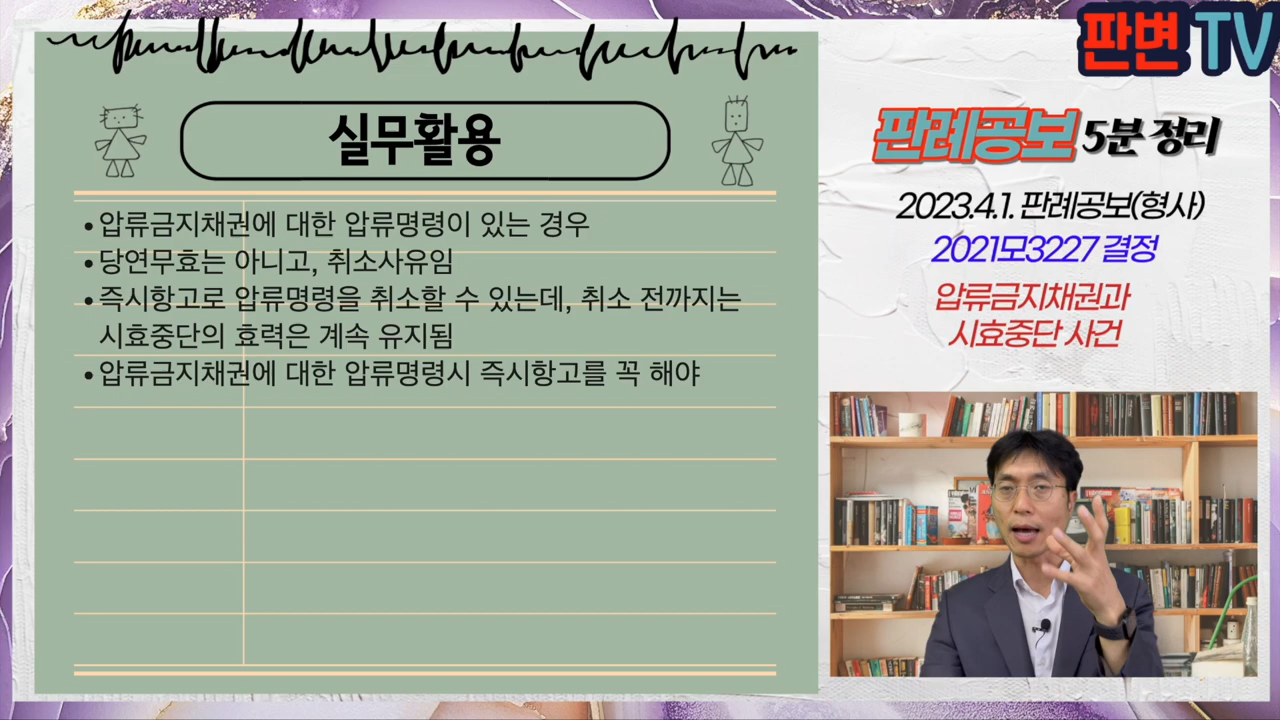 판변 TV
실무활용
• 압류금지채권에 대한 압류명령이 있는 경우
• 당연무효는 아니고, 취소사유임
• 즉시항고로 압류명령을 취소할 수 있는데, 취소 전까지는
시효중단의 효력은 계속 유지됨
• 압류금지채권에 대한 압류명령시 즉시항고를 꼭 해야
판례공보 5분 정리
2023.4.1. 판례공보(형사)
2021모3227 결정
압류금지채권과
시효중단 사건